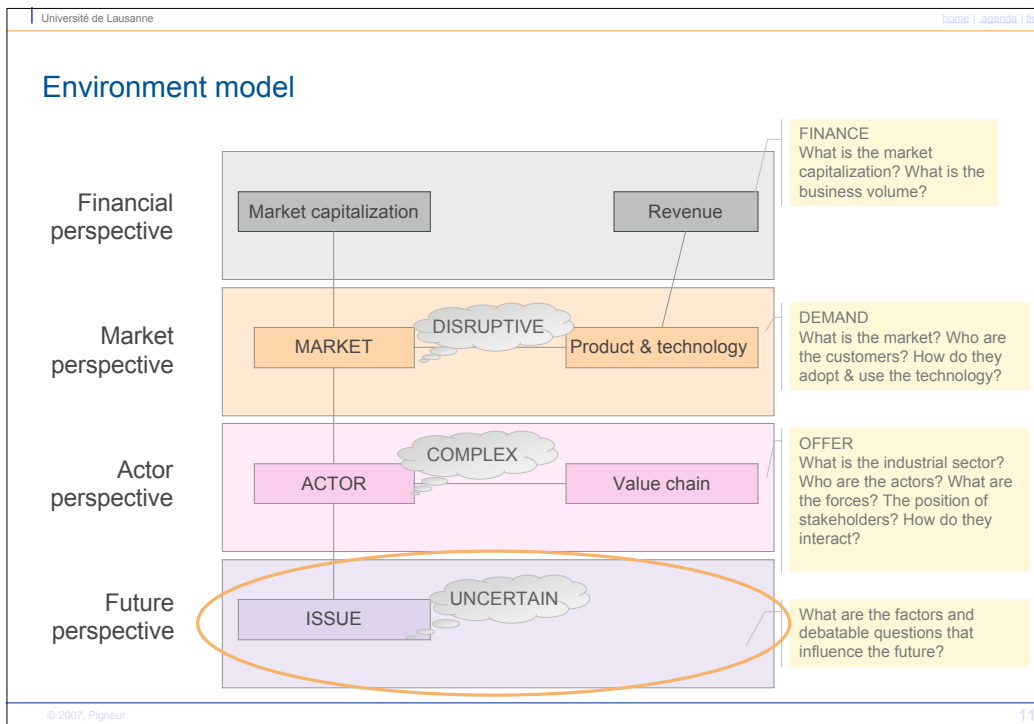 Université de Lausanne
home | agenda |
Environment model
Financial
perspective
Market capitalization
Revenue
FINANCE
What is the market
capitalization? What is the
business volume?
Market
perspective
MARKET
DISRUPTIVE
Product & technology
DEMAND
What is the market? Who are
the customers? How do they
adopt & use the technology?
Actor
perspective
ACTOR
COMPLEX
Value chain
OFFER
What is the industrial sector?
Who are the actors? What are
the forces? The position of
stakeholders? How do they
interact?
Future
perspective
ISSUE
UNCERTAIN
What are the factors and
debatable questions that
influence the future?
© 2007, Pigneur
11